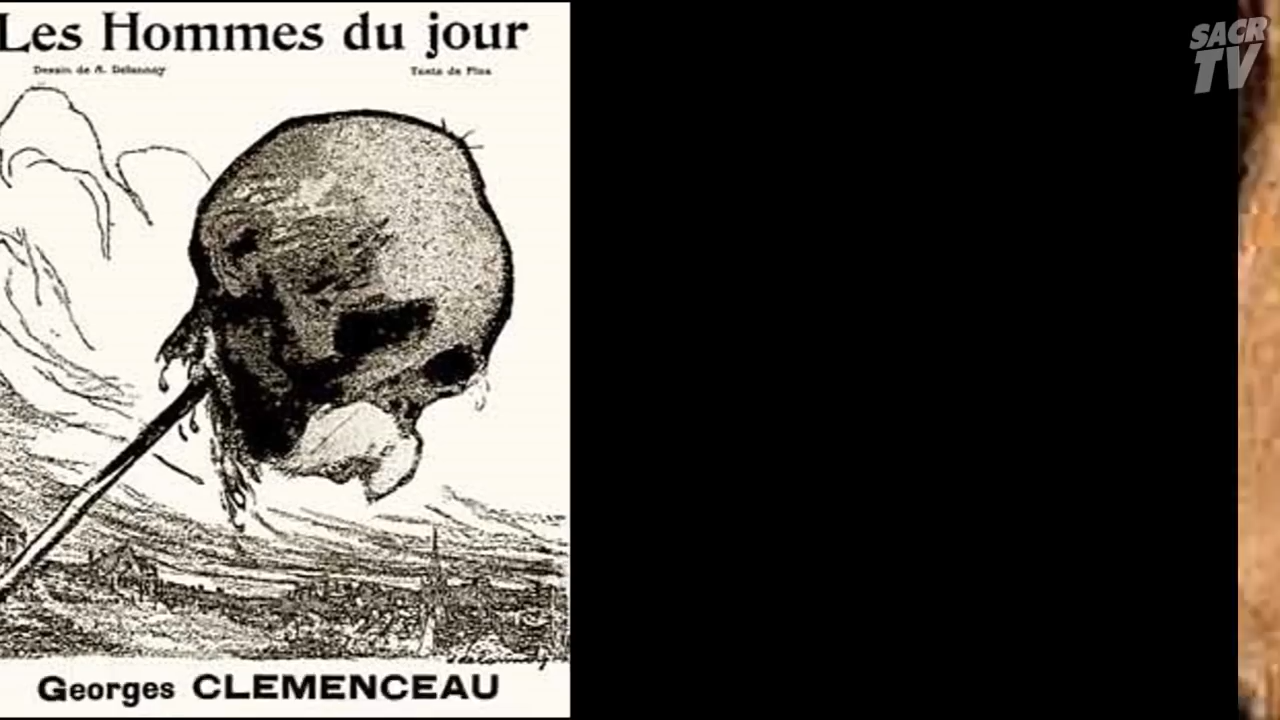 Les Hommes du jour
Dessin de A. Delannoy
Texte de Flax
Georges CLEMENCEAU
SACR
TV